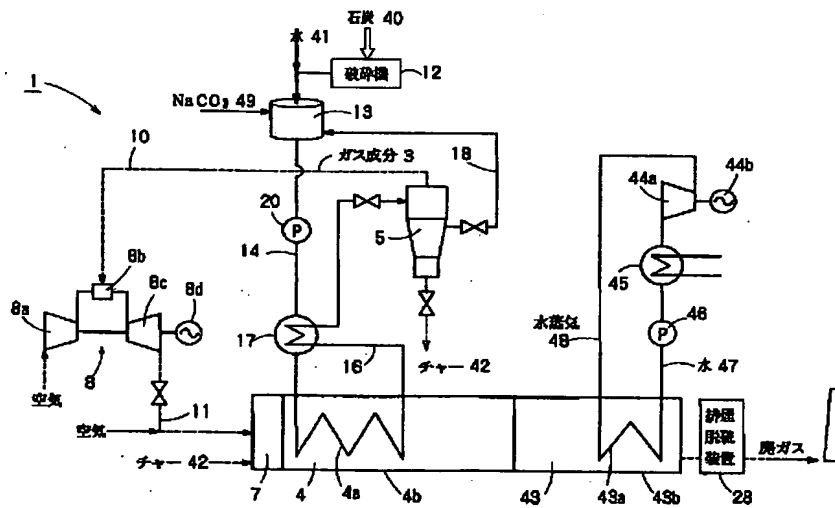 石炭 40
水 41
破砕機
12
1
NaCO₃ 49
13
10
ガス成分 3
18
44a
44b
20
P
14
5
45
8b
8a
8c
8d
17
水蒸気
48
P
46
16
チャー 42
水 47
8
空気
11
空気
チャー 42
7
4
4a
4b
43
43a
43b
排煙
脱硫
装置
28
廃ガス